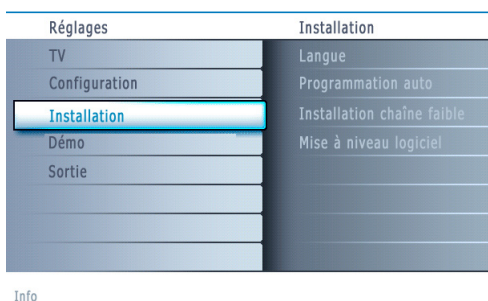 Réglages
TV
Configuration
Installation
Démo
Sortie
Installation
Langue
Programmation auto
Installation chaîne faible
Mise à niveau logiciel
Info